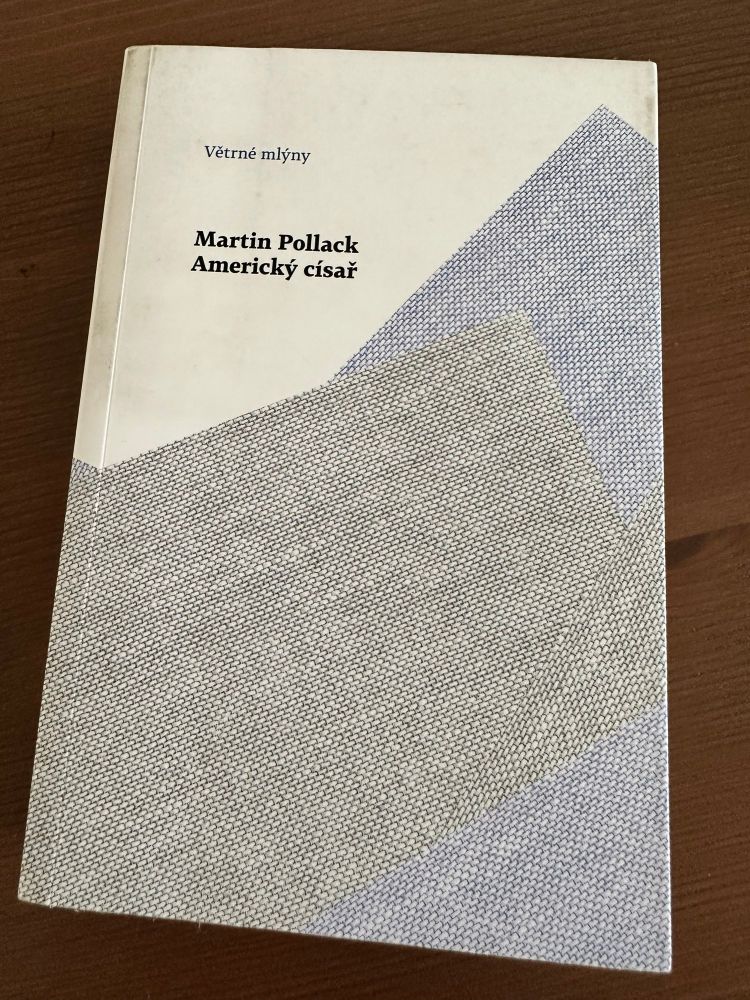 Větrné mlýny
Martin Pollack
Americký císař